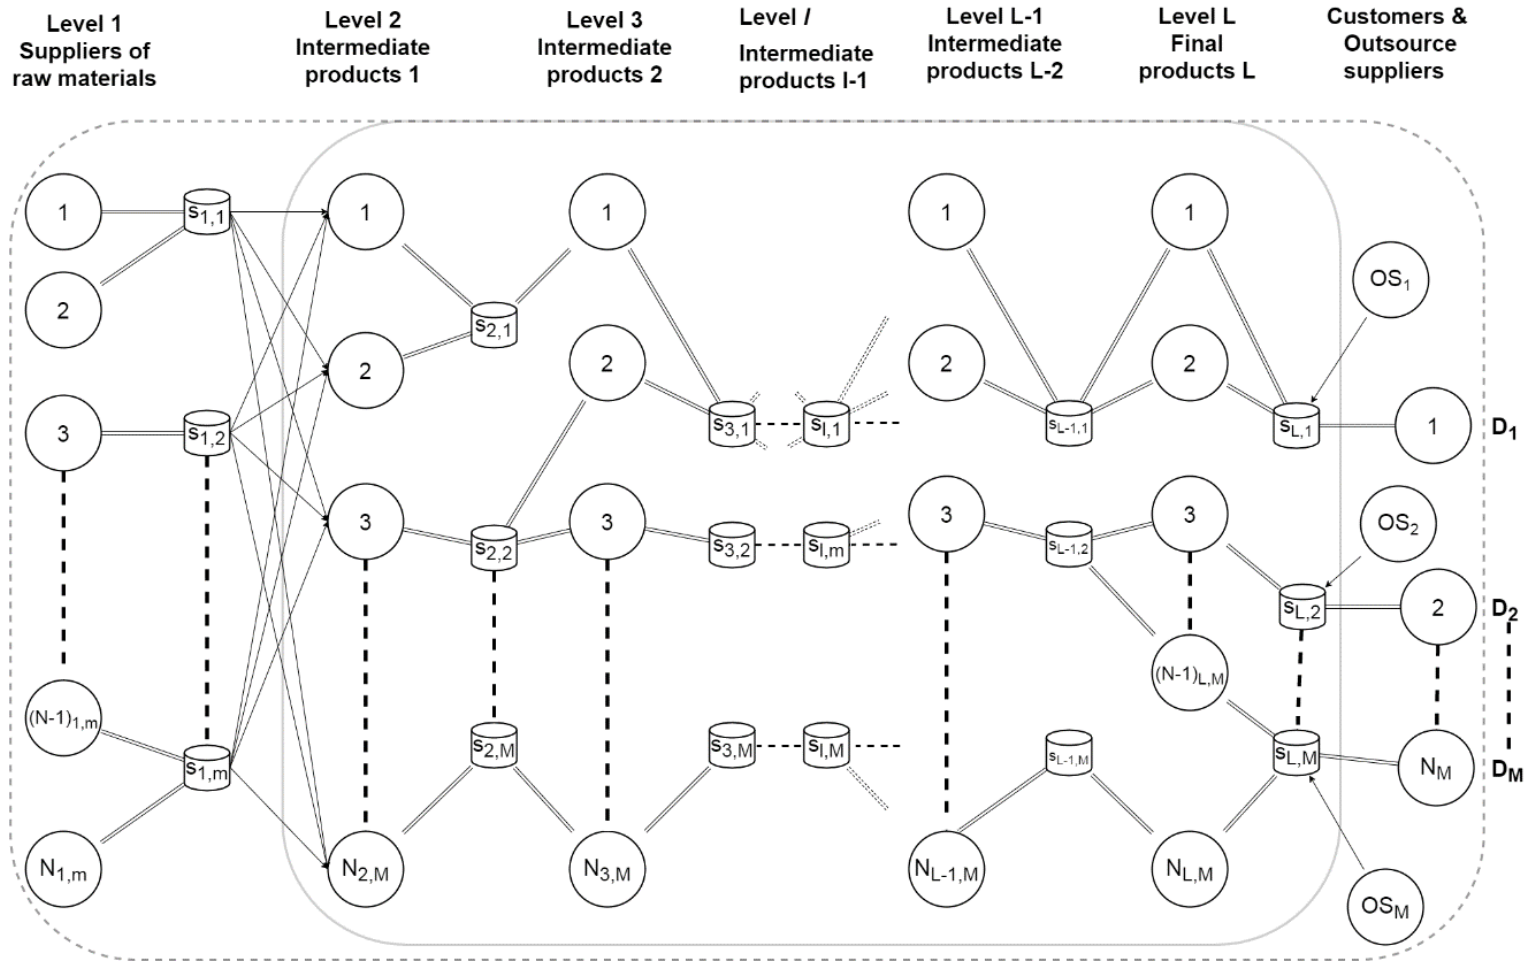 Level 1
Suppliers of
raw materials
Level 2
Intermediate
products 1
Level 3
Intermediate
products 2
Level l
Intermediate
products l-1
Level L-1
Intermediate
products L-2
Level L
Final
products L
Customers &
Outsource
suppliers
1
2
3
(N-1)1,m
N1,m
s1,1
s1,2
s1,m
1
2
3
N2,M
s2,1
s2,2
s2,M
1
2
3
N3,M
s3,1
s3,2
s3,M
sl,1
sl,m
sl,M
1
2
3
NL-1,M
sL-1,1
sL-1,2
sL-1,M
1
2
3
(N-1)L,M
NL,M
sL,1
sL,2
sL,M
OS1
1
D1
OS2
2
D2
NM
DM
OSM